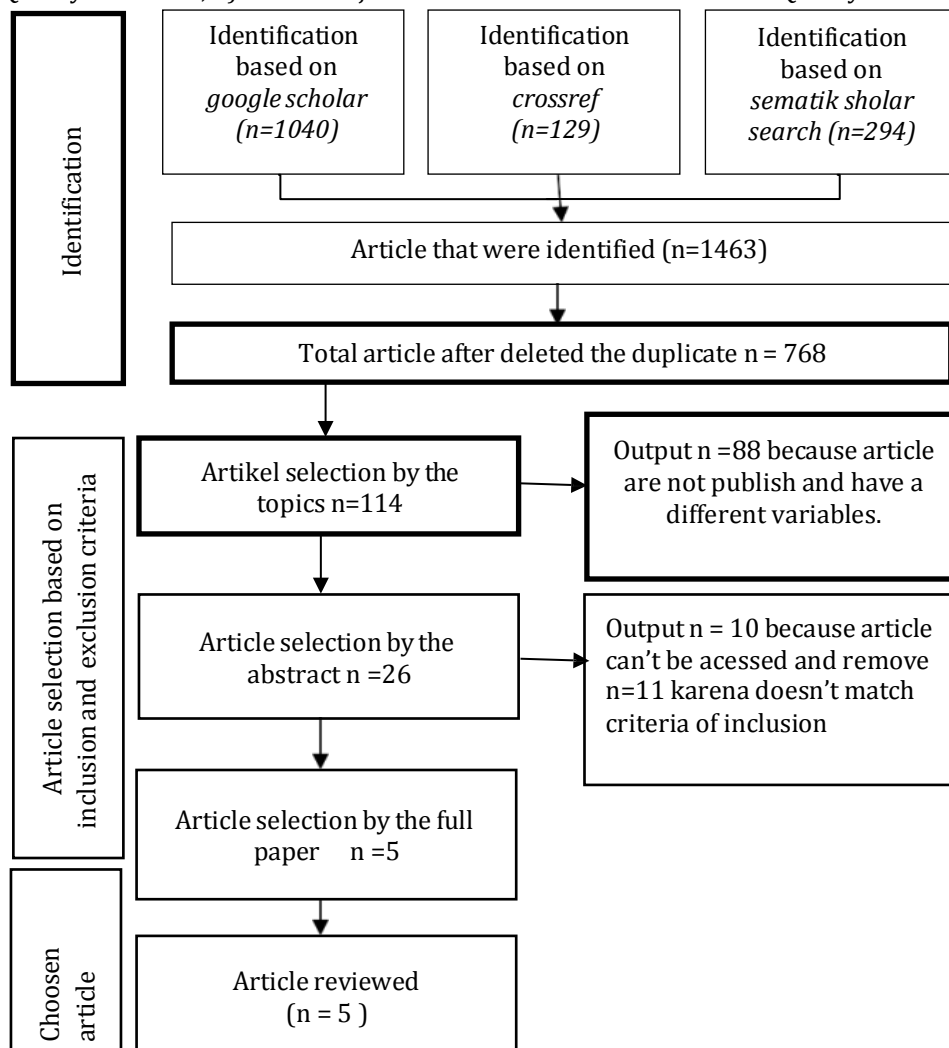 Identification
Identification
based on
google scholar
(n=1040)
Identification
based on
crossref
(n=129)
Identification
based on
sematik sholar
search (n=294)
Article that were identified (n=1463)
Total article after deleted the duplicate n = 768
Article selection based on
inclusion and exclusion criteria
Artikel selection by the
topics n=114
Output n =88 because article
are not publish and have a
different variables.
Article selection by the
abstract n =26
Output n = 10 because article
can't be acessed and remove
n=11 karena doesn't match
criteria of inclusion
Article selection by the full
paper n =5
Choosen
article
Article reviewed
(n = 5 )